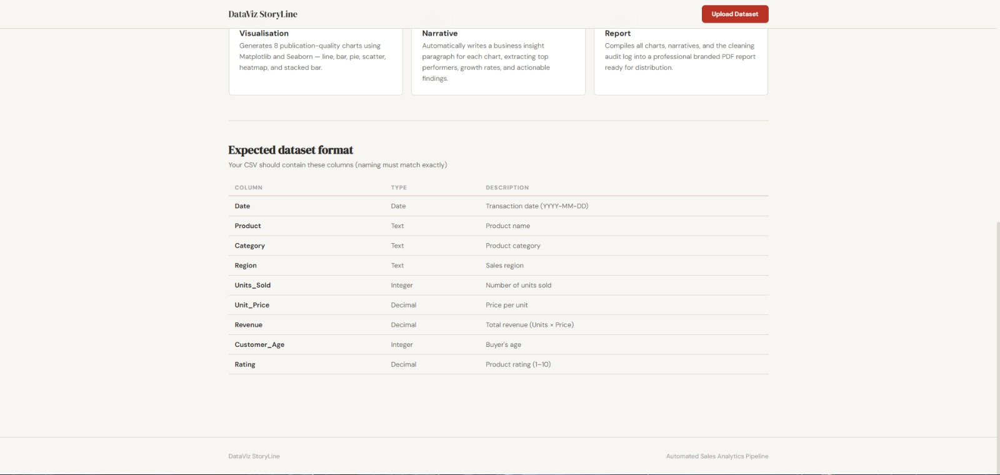 DataViz StoryLine
Upload Dataset
Visualisation
Generates 8 publication-quality charts using
Matplotlib and Seaborn — line, bar, pie, scatter,
heatmap, and stacked bar.
Narrative
Automatically writes a business insight
paragraph for each chart, extracting top
performers, growth rates, and actionable
findings.
Report
Compiles all charts, narratives, and the cleaning
audit log into a professional branded PDF report
ready for distribution.
Expected dataset format
Your CSV should contain these columns (naming must match exactly)
COLUMN TYPE DESCRIPTION
Date Date Transaction date (YYYY-MM-DD)
Product Text Product name
Category Text Product category
Region Text Sales region
Units_Sold Integer Number of units sold
Unit_Price Decimal Price per unit
Revenue Decimal Total revenue (Units × Price)
Customer_Age Integer Buyer's age
Rating Decimal Product rating (1–10)
DataViz StoryLine
Automated Sales Analytics Pipeline